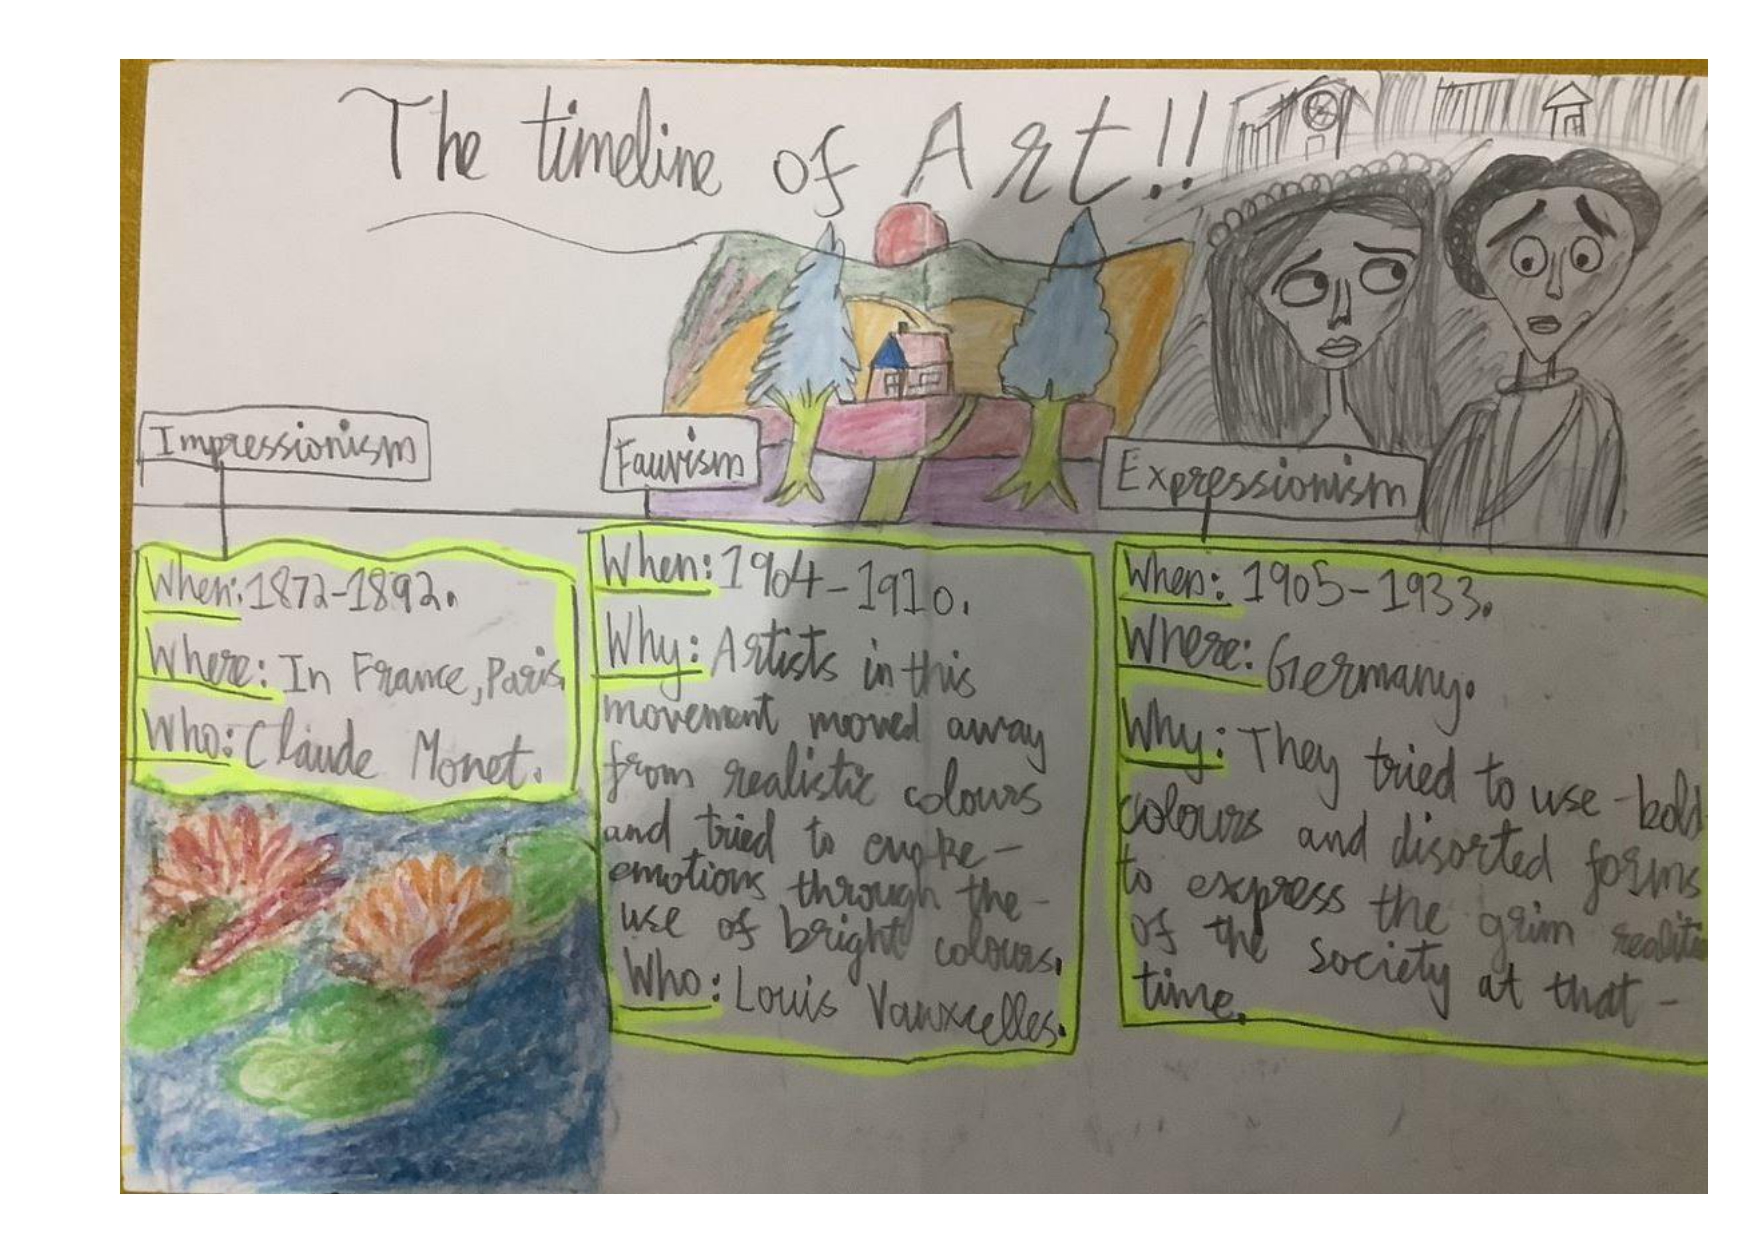 The timeline of Art!!
Impressionism
When: 1872-1892.
Where: In France, Paris.
Who: Claude Monet.
Fauvism
When: 1904-1910.
Why: Artists in this
movement moved away
from realistic colours
and tried to evoke-
emotions through the-
use of bright colours.
Who: Louis Vauxcelles.
Expressionism
When: 1905-1933.
Where: Germany.
Why: They tried to use -bold
colours and disorted forms
to express the grim realitie
of the society at that-
time.